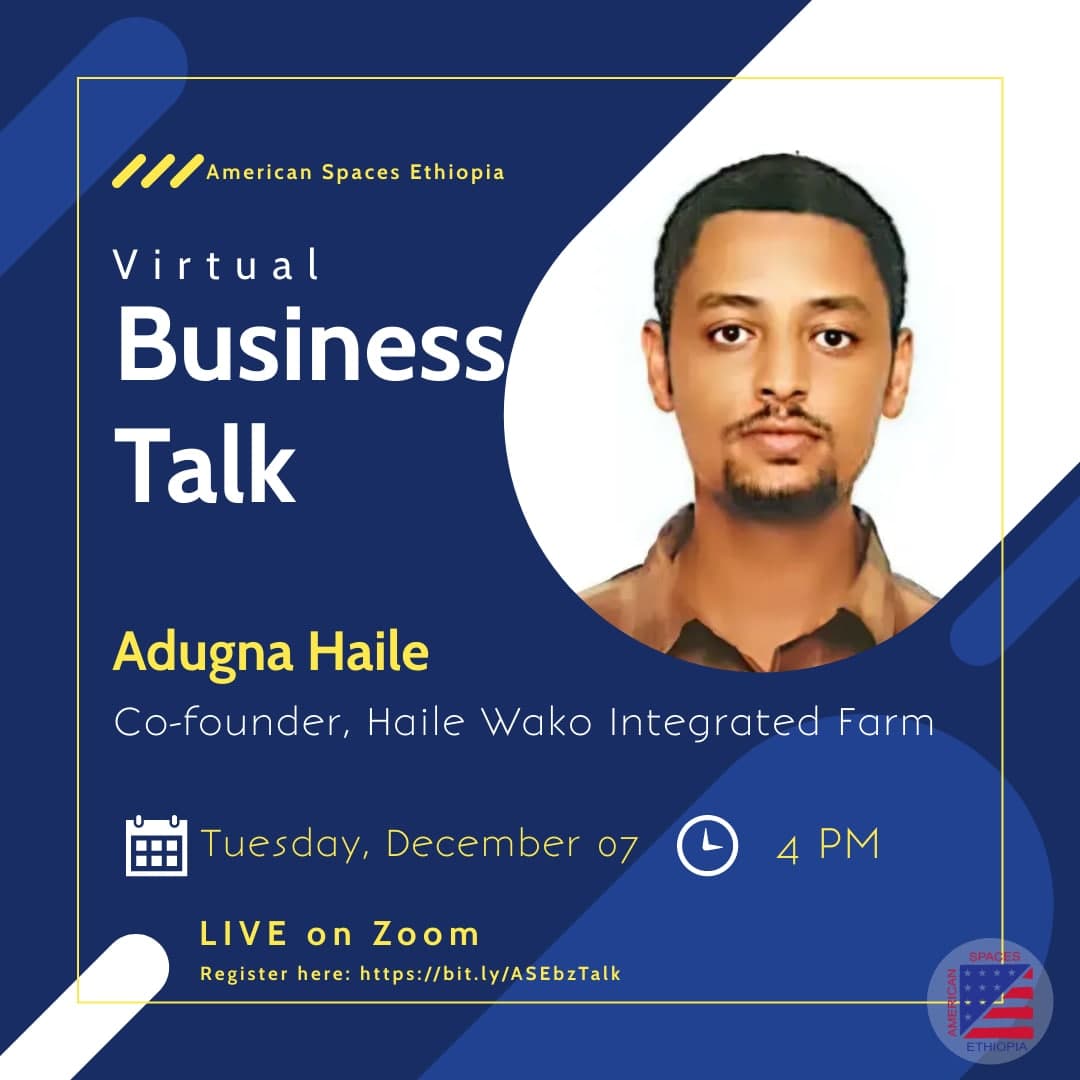 American Spaces Ethiopia
Virtual
Business
Talk
Adugna Haile
Co-founder, Haile Wako Integrated Farm
Tuesday, December 07
4 PM
LIVE on Zoom
Register here: https://bit.ly/ASEbzTalk
AMERICAN
SPACES
ETHIOPIA